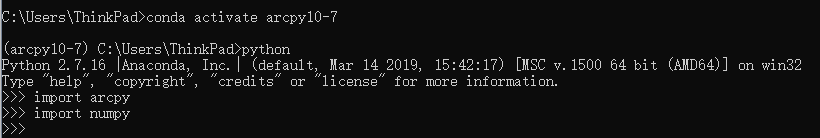 C:\Users\ThinkPad>conda activate arcpy10-7
(arcpy10-7) C:\Users\ThinkPad>python
Python 2.7.16 |Anaconda, Inc.| (default, Mar 14 2019, 15:42:17) [MSC v.1500 64 bit (AMD64)] on win32
Type "help", "copyright", "credits" or "license" for more information.
>>> import arcpy
>>> import numpy
>>>